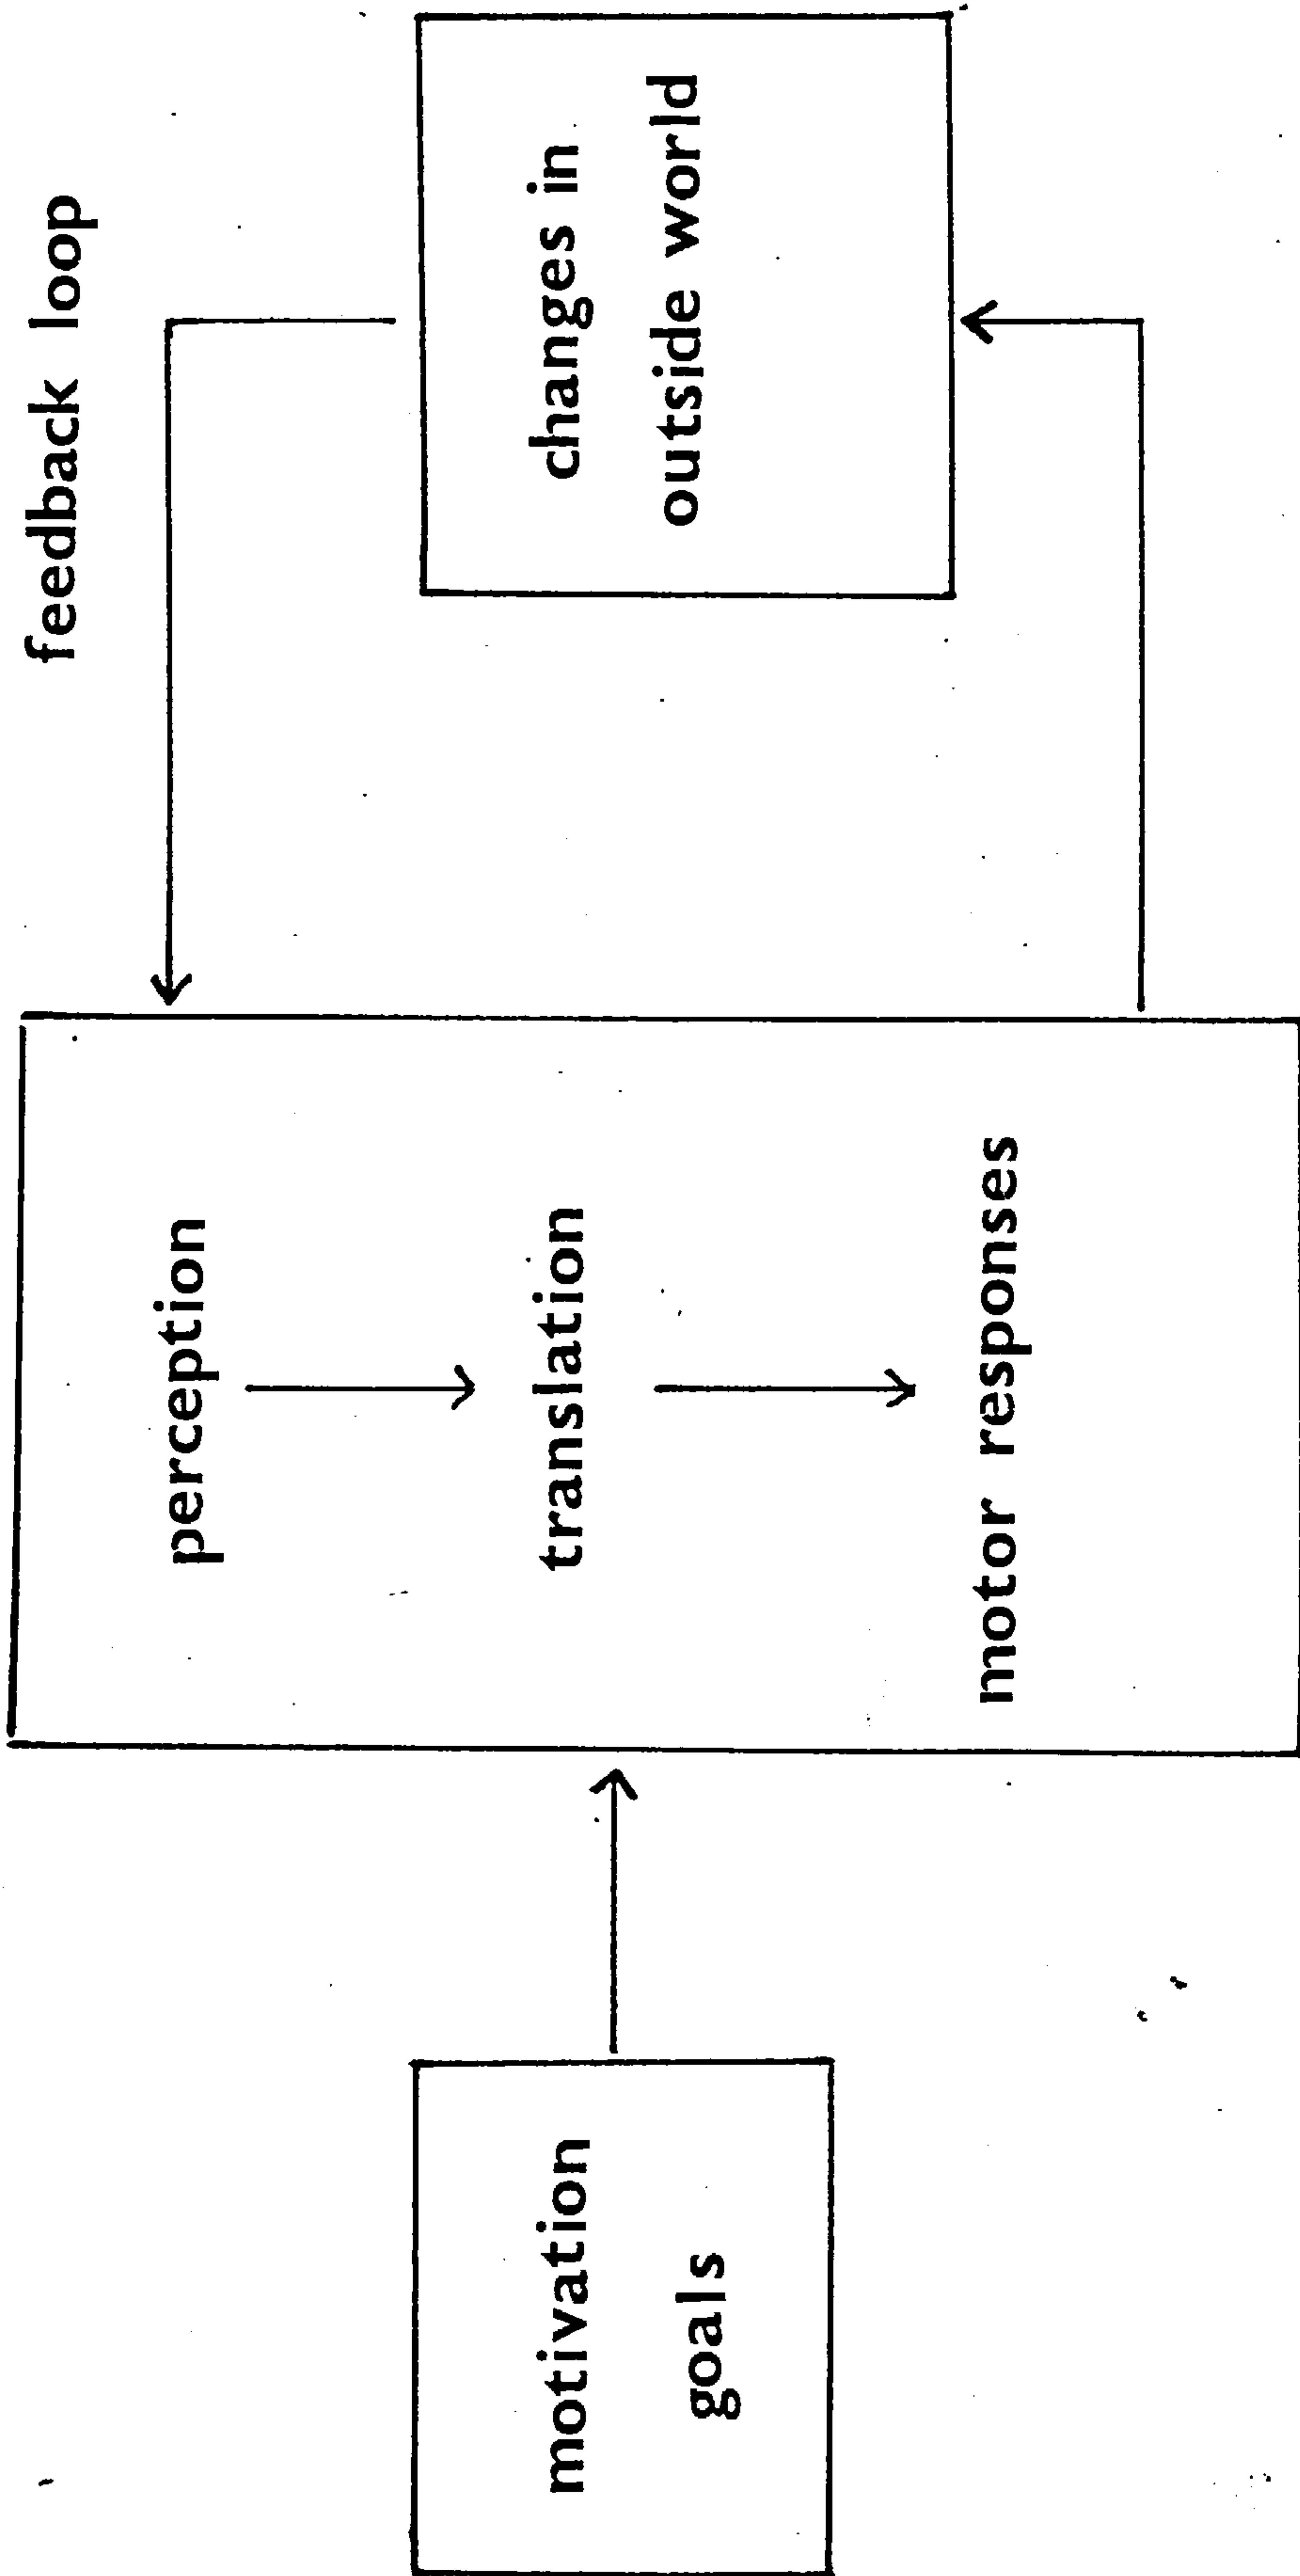 feedback loop
motivation
goals
perception
translation
motor responses
changes in
outside world